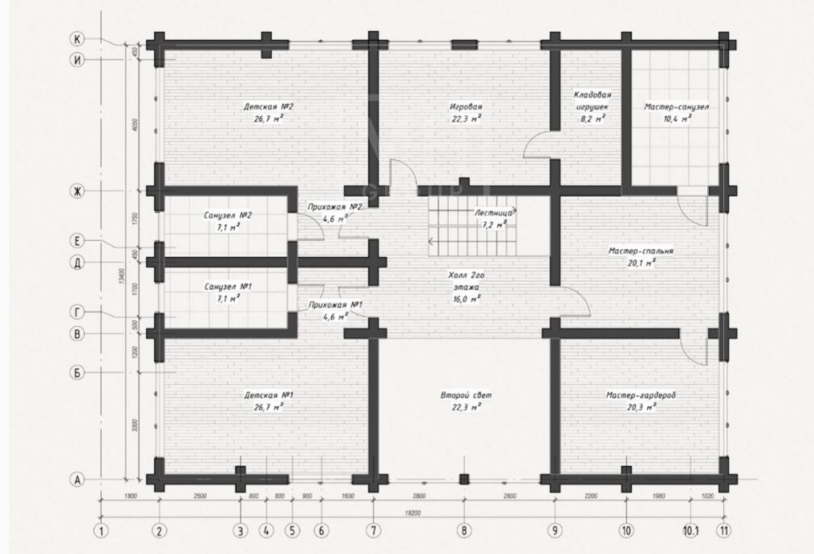 К
И
Ж
Е
Д
Г
В
Б
А
450
4050
1750
450
1700
500
1200
3300
13400
Детская №2
26,7 м²
Игровая
22,3 м²
Кладовая
игрушек
8,2 м²
Мастер-санузел
10,4 м²
GROUP
Санузел №2
7,1 м²
Прихожая №2
4,6 м²
Лестница
7,2 м²
Мастер-спальня
20,1 м²
Санузел №1
7,1 м²
Прихожая №1
4,6 м²
Холл 2го
этажа
16,0 м²
Детская №1
26,7 м²
Второй свет
22,3 м²
Мастер-гардероб
20,3 м²
1800 2500 800 800 900 1600 2800 2800 2200 1980 1020
19200
1 2 3 4 5 6 7 8 9 10 10.1 11